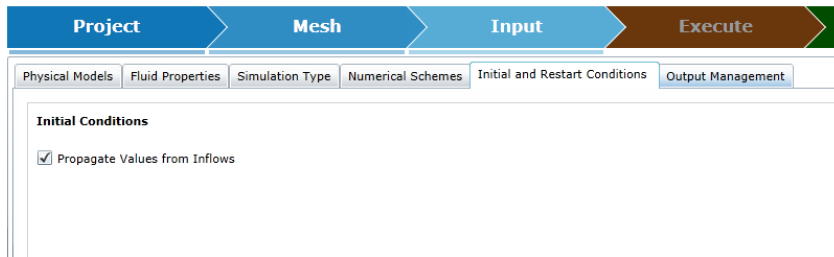 Project Mesh Input Execute
Physical Models Fluid Properties Simulation Type Numerical Schemes Initial and Restart Conditions Output Management
Initial Conditions
Propagate Values from Inflows